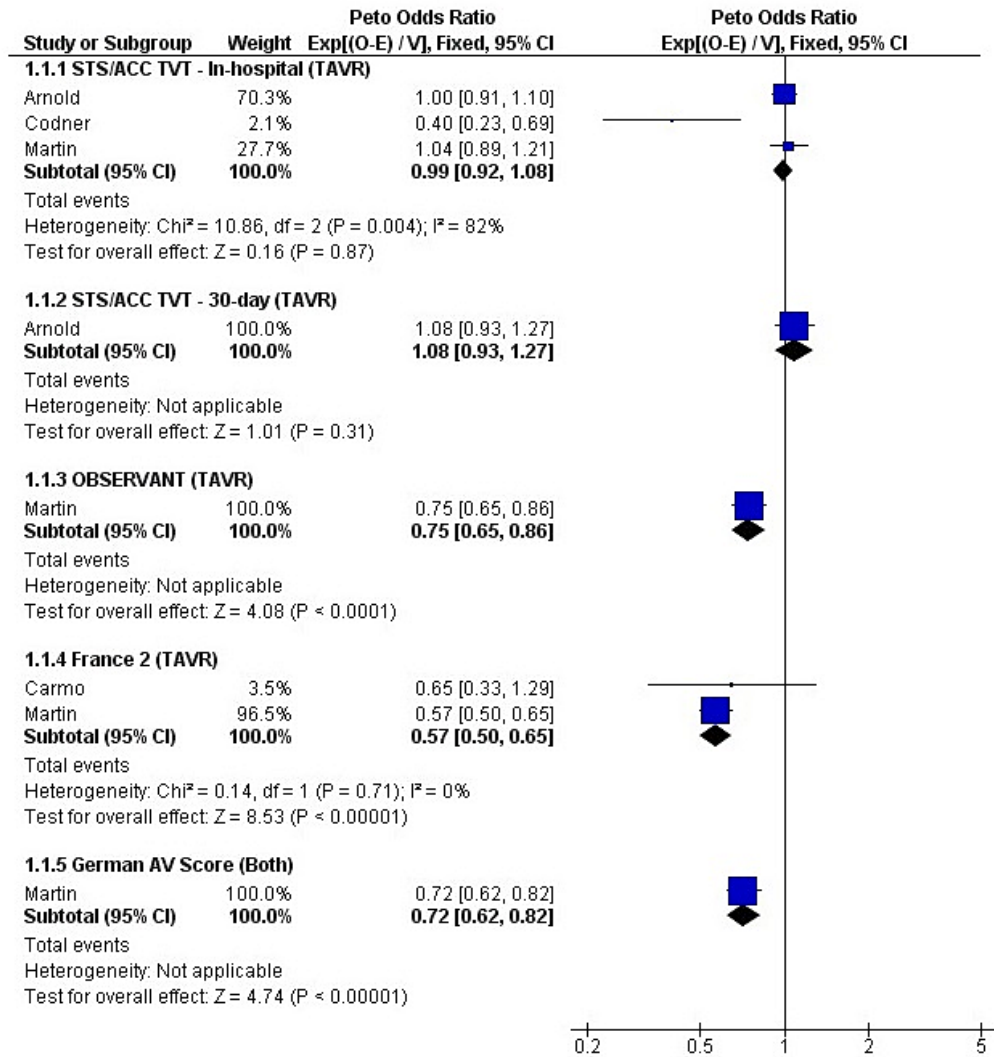 Peto Odds Ratio Peto Odds Ratio
Study or Subgroup Weight Exp[(O-E) / V], Fixed, 95% CI Exp[(O-E) / V], Fixed, 95% CI
1.1.1 STS/ACC TVT - In-hospital (TAVR)
Arnold 70.3% 1.00 [0.91, 1.10]
Codner 2.1% 0.40 [0.23, 0.69]
Martin 27.7% 1.04 [0.89, 1.21]
Subtotal (95% CI) 100.0% 0.99 [0.92, 1.08]
Total events
Heterogeneity: Chi² = 10.86, df = 2 (P = 0.004); I² = 82%
Test for overall effect: Z = 0.16 (P = 0.87)
1.1.2 STS/ACC TVT - 30-day (TAVR)
Arnold 100.0% 1.08 [0.93, 1.27]
Subtotal (95% CI) 100.0% 1.08 [0.93, 1.27]
Total events
Heterogeneity: Not applicable
Test for overall effect: Z = 1.01 (P = 0.31)
1.1.3 OBSERVANT (TAVR)
Martin 100.0% 0.75 [0.65, 0.86]
Subtotal (95% CI) 100.0% 0.75 [0.65, 0.86]
Total events
Heterogeneity: Not applicable
Test for overall effect: Z = 4.08 (P < 0.0001)
1.1.4 France 2 (TAVR)
Carmo 3.5% 0.65 [0.33, 1.29]
Martin 96.5% 0.57 [0.50, 0.65]
Subtotal (95% CI) 100.0% 0.57 [0.50, 0.65]
Total events
Heterogeneity: Chi² = 0.14, df = 1 (P = 0.71); I² = 0%
Test for overall effect: Z = 8.53 (P < 0.00001)
1.1.5 German AV Score (Both)
Martin 100.0% 0.72 [0.62, 0.82]
Subtotal (95% CI) 100.0% 0.72 [0.62, 0.82]
Total events
Heterogeneity: Not applicable
Test for overall effect: Z = 4.74 (P < 0.00001)
0.2 0.5 1 2 5